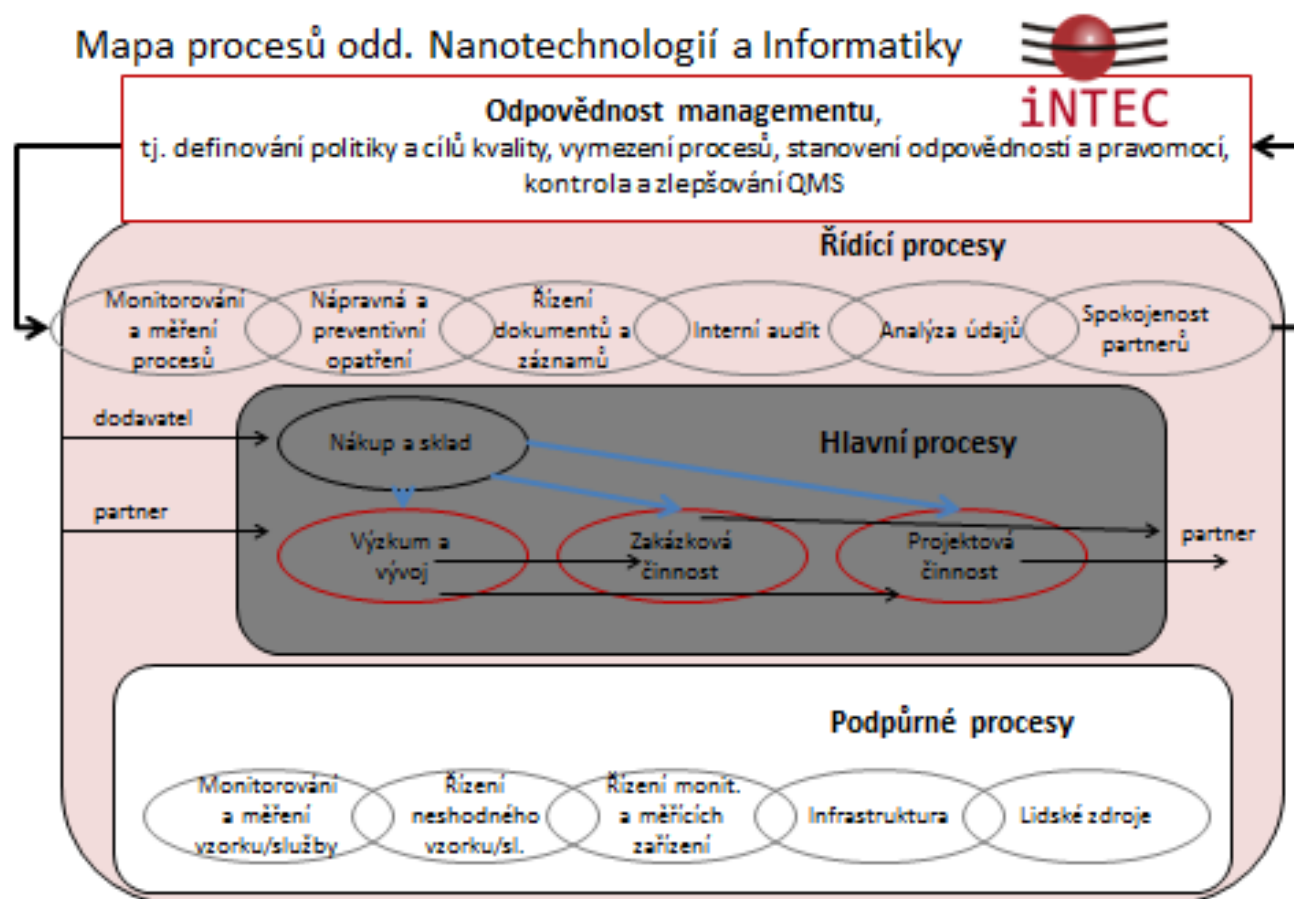 Mapa procesů odd. Nanotechnologií a Informatiky
iNTEC
Odpovědnost managementu,
tj. definování politiky a cílů kvality, vymezení procesů, stanovení odpovědností a pravomocí,
kontrola a zlepšování QMS
Řídící procesy
Monitorování
a měření
procesů
Nápravná a
preventivní
opatření
Řízení
dokumentů a
záznamů
Interní audit
Analýza údajů
Spokojenost
partnerů
dodavatel
Nákup a sklad
Hlavní procesy
partner
Výzkum a
vývoj
Zakázková
činnost
Projektová
činnost
partner
Podpůrné procesy
Monitorování
a měření
vzorku/služby
Řízení
neshodného
vzorku/sl.
Řízení monit.
a měřících
zařízení
Infrastruktura
Lidské zdroje